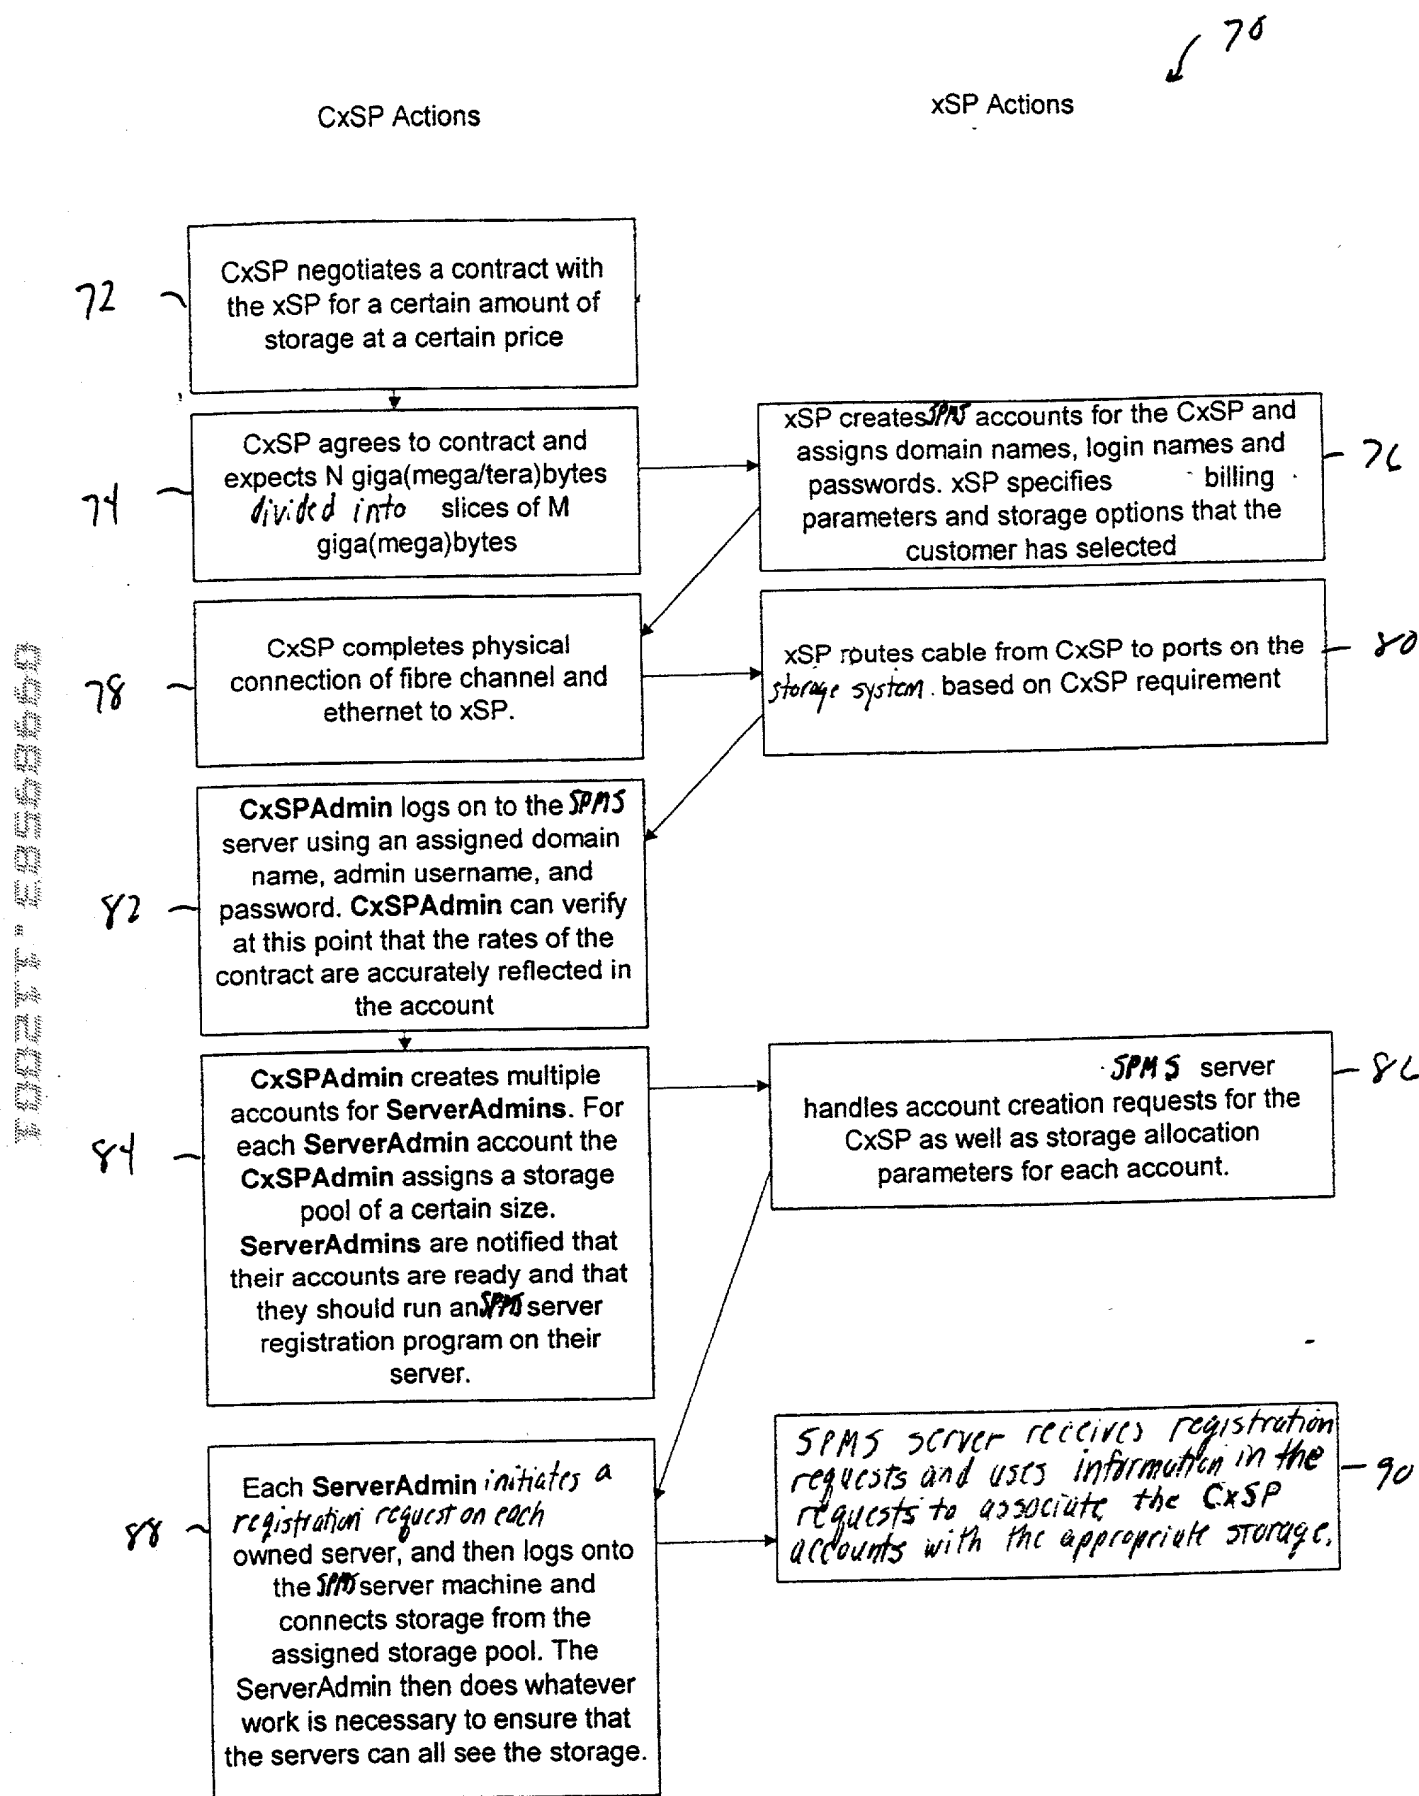 70
CxSP Actions
xSP Actions
72
CxSP negotiates a contract with
the xSP for a certain amount of
storage at a certain price
74
CxSP agrees to contract and
expects N giga(mega/tera)bytes
divided into slices of M
giga(mega)bytes
xSP creates SPMS accounts for the CxSP and
assigns domain names, login names and
passwords. xSP specifies billing
parameters and storage options that the
customer has selected
76
78
CxSP completes physical
connection of fibre channel and
ethernet to xSP.
xSP routes cable from CxSP to ports on the
storage system. based on CxSP requirement
80
82
CxSPAdmin logs on to the SPMS
server using an assigned domain
name, admin username, and
password. CxSPAdmin can verify
at this point that the rates of the
contract are accurately reflected in
the account
84
CxSPAdmin creates multiple
accounts for ServerAdmins. For
each ServerAdmin account the
CxSPAdmin assigns a storage
pool of a certain size.
ServerAdmins are notified that
their accounts are ready and that
they should run an SPMS server
registration program on their
server.
SPMS server
handles account creation requests for the
CxSP as well as storage allocation
parameters for each account.
86
88
Each ServerAdmin initiates a
registration request on each
owned server, and then logs onto
the SPMS server machine and
connects storage from the
assigned storage pool. The
ServerAdmin then does whatever
work is necessary to ensure that
the servers can all see the storage.
SPMS server receives registration
requests and uses information in the
requests to associate the CxSP
accounts with the appropriate storage.
90
09989583.112001